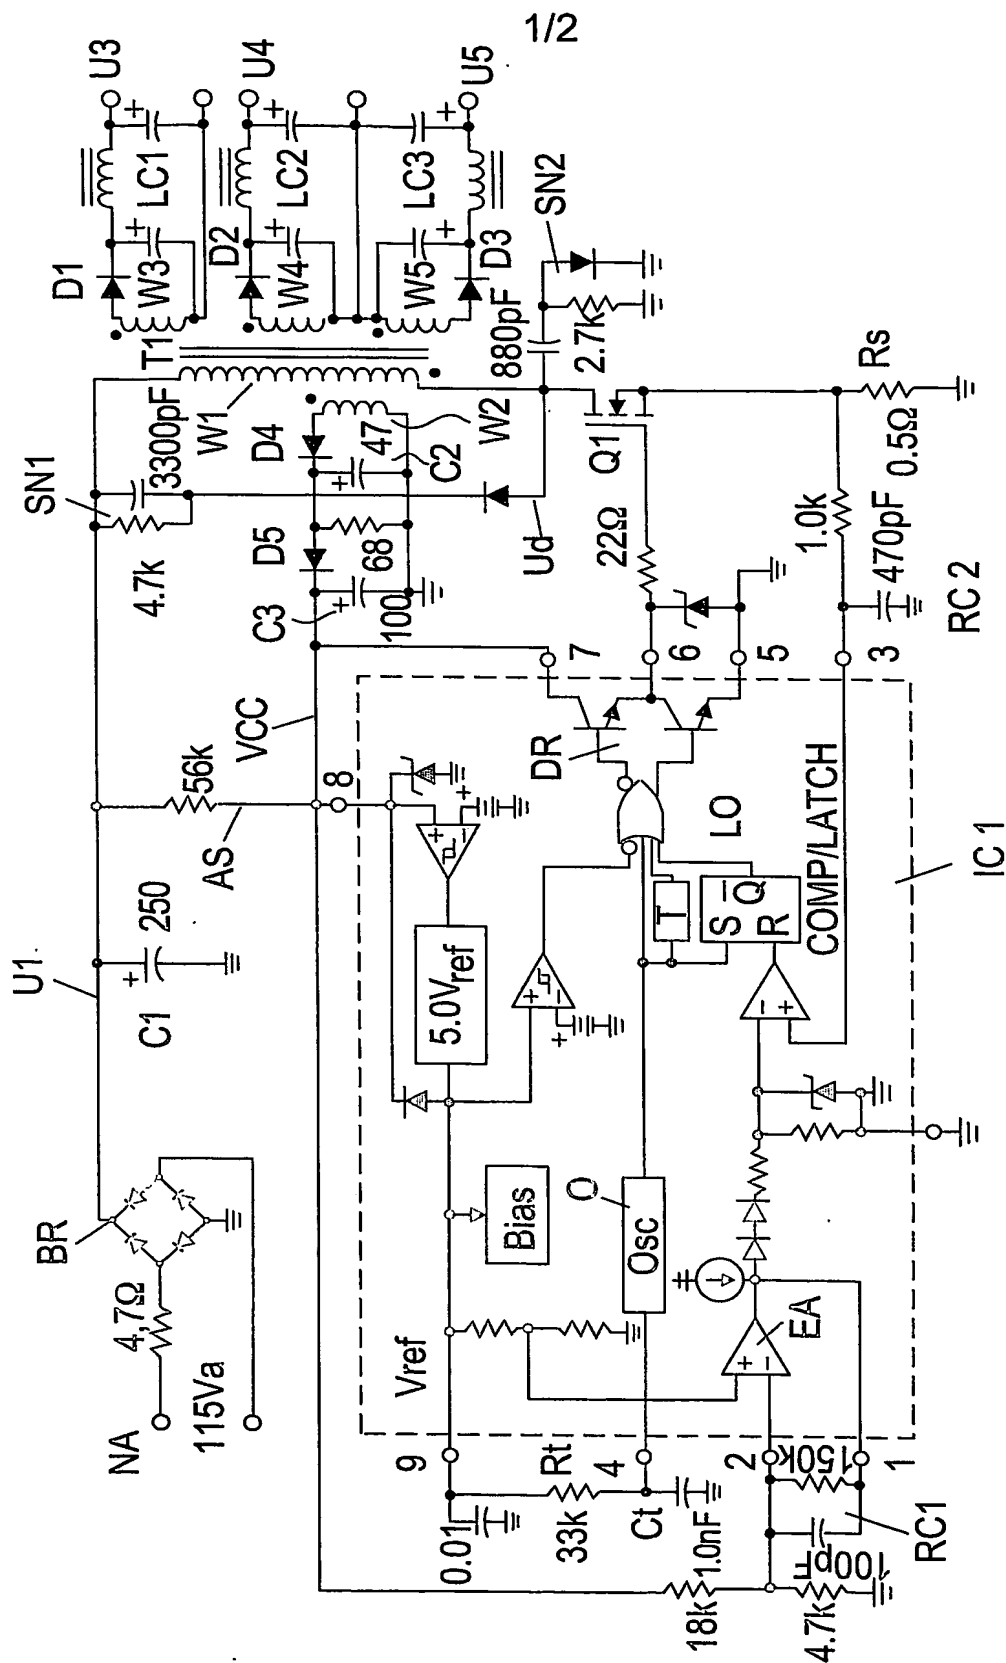 1/2
NA
115Va
4,7Ω
BR
U1
C1
250
+
AS
56k
VCC
8
SN1
4.7k
3300pF
W1
T1
D1
W3
+
+
LC1
U3
D2
W4
+
+
LC2
U4
W5
D3
+
+
LC3
U5
D4
D5
C3
+
100
68
+
47
C2
W2
Ud
880pF
2.7k
SN2
Q1
22Ω
7
6
5
3
1.0k
470pF
RC2
Rs
0.5Ω
9
Vref
0.01
Rt
33k
4
Ct
1.0nF
18k
4.7k
2
150k
100pF
1
RC1
Bias
5.0Vref
+
−
+
+
−
+
O
Osc
EA
+
−
−
+
T
S Q
R
LO
DR
COMP/LATCH
IC1